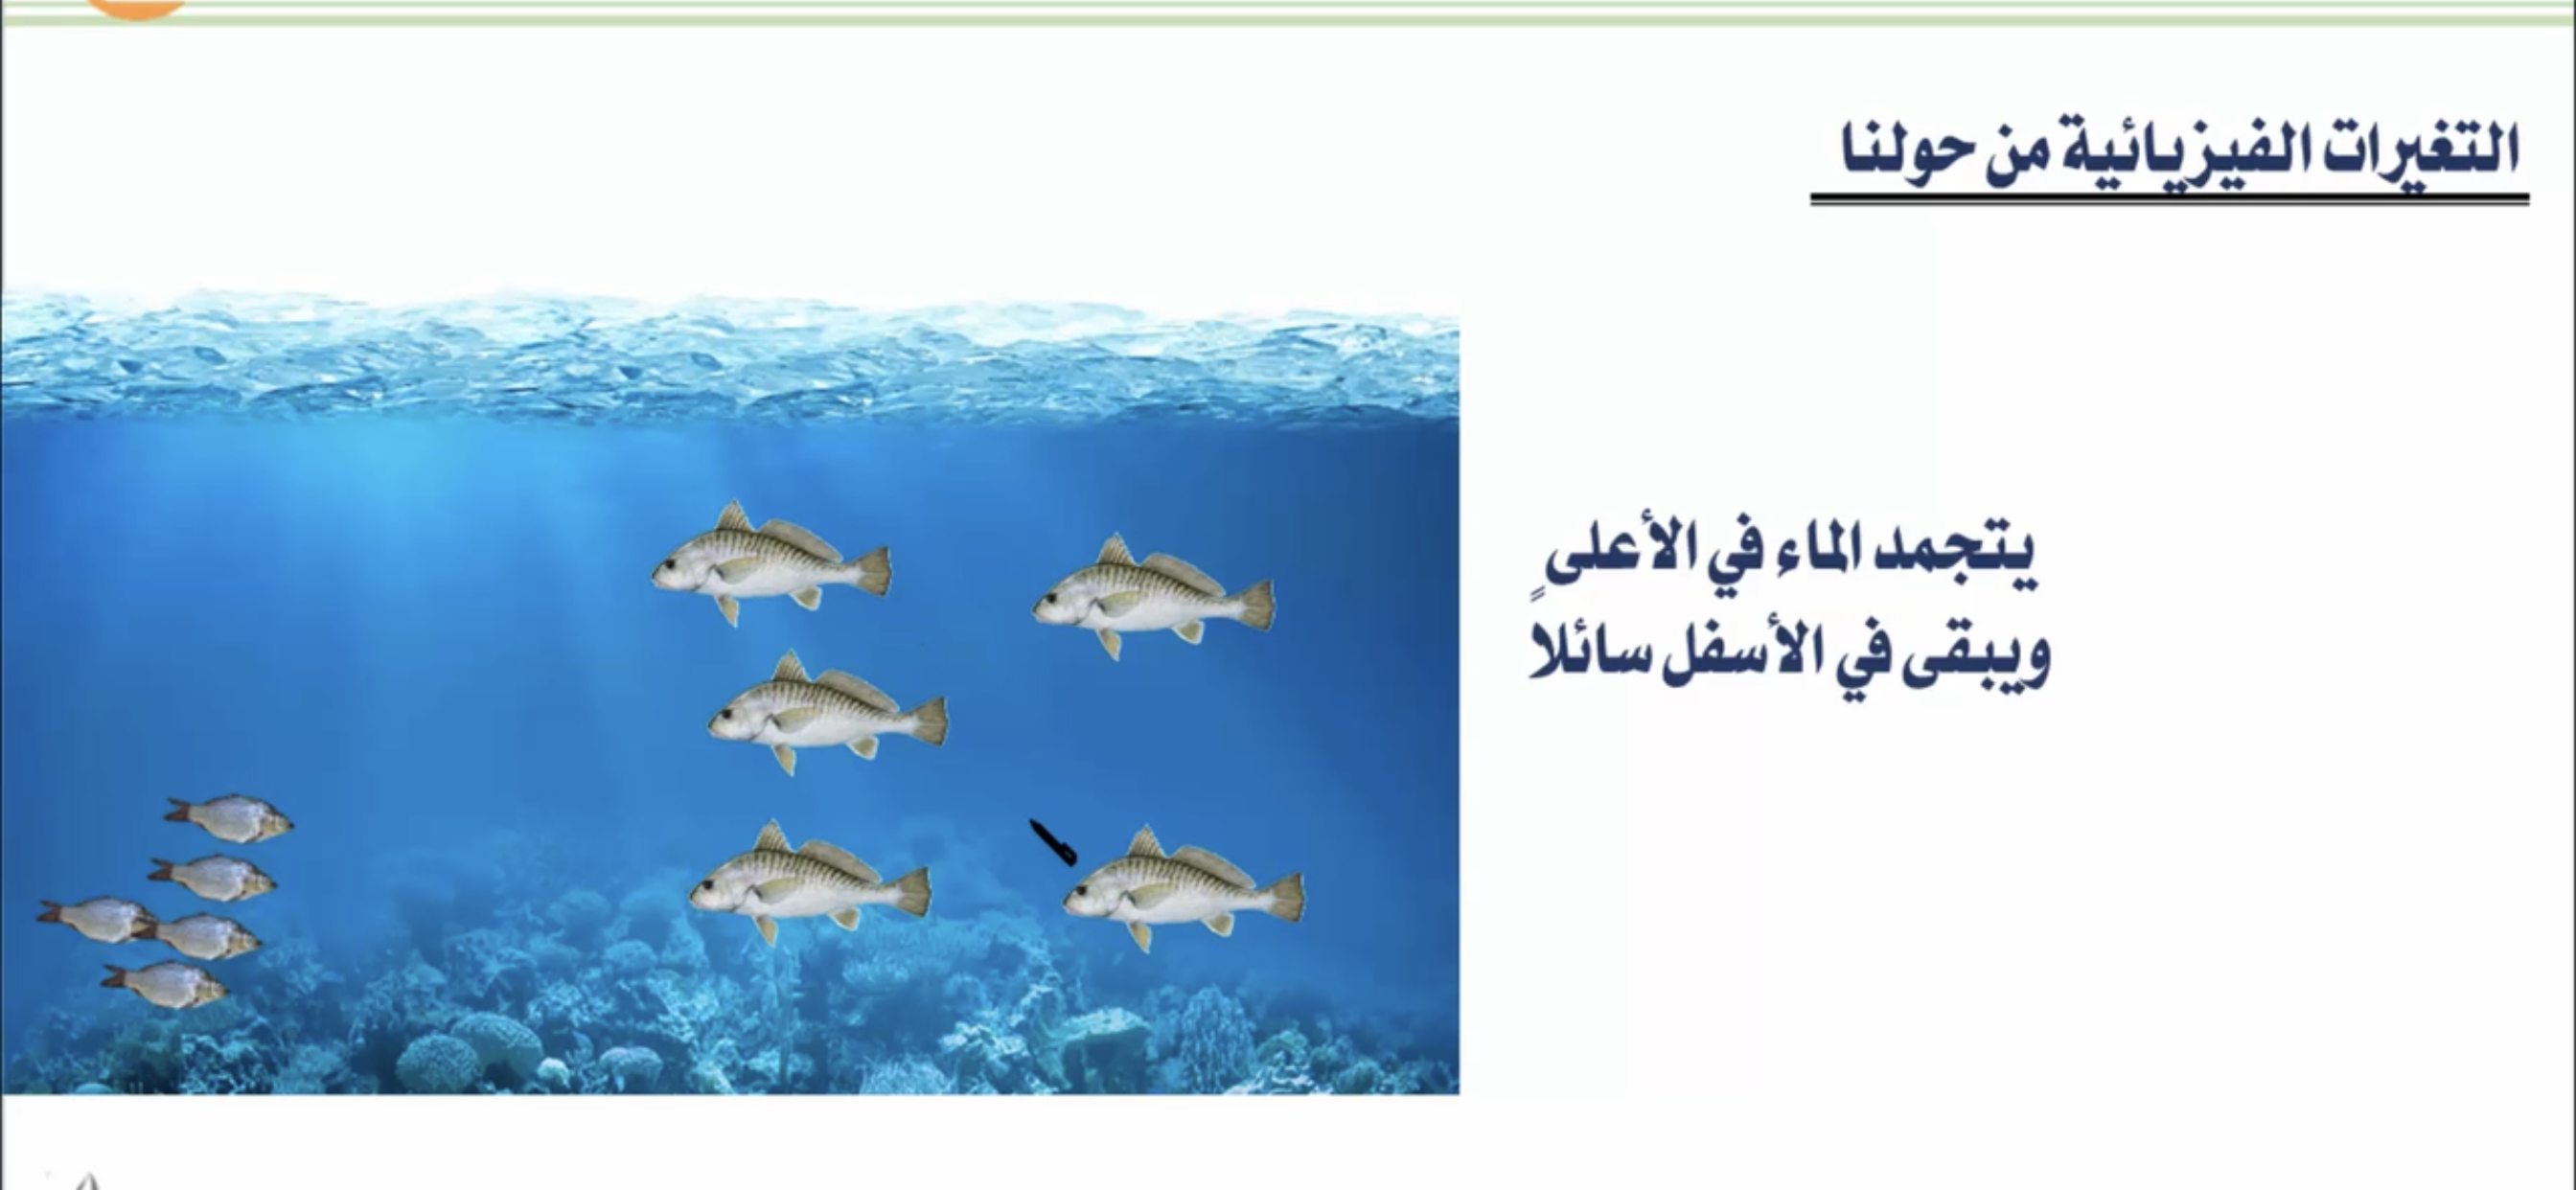 التغيرات الفيزيائية من حولنا
يتجمد الماء في الأعلىٍ
ويبقى في الأسفل سائلا